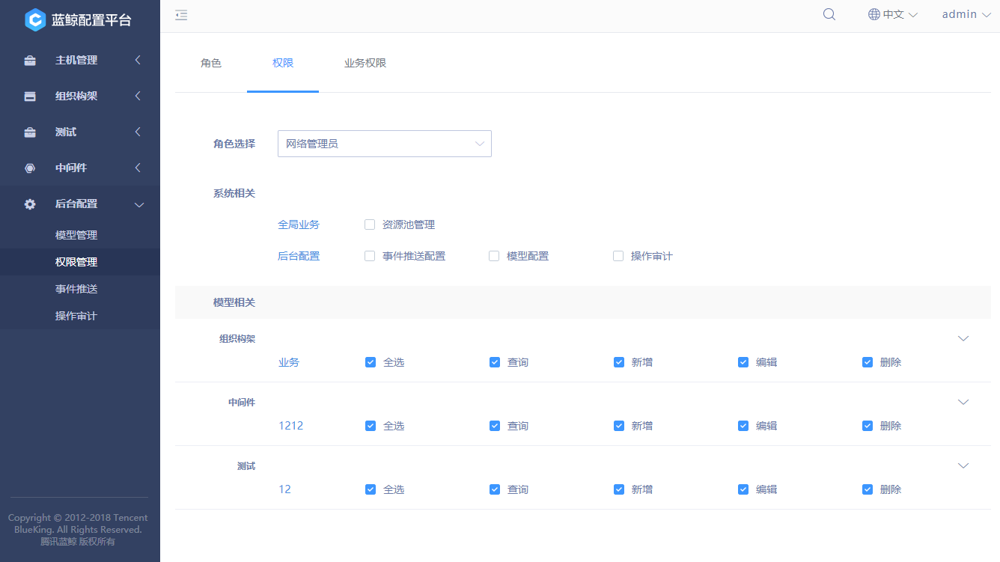 蓝鲸配置平台
中文
admin
主机管理
组织构架
测试
中间件
后台配置
模型管理
权限管理
事件推送
操作审计
Copyright © 2012-2018 Tencent
BlueKing. All Rights Reserved.
腾讯蓝鲸 版权所有
角色 权限 业务权限
角色选择 网络管理员
系统相关
全局业务 资源池管理
后台配置 事件推送配置 模型配置 操作审计
模型相关
组织构架
业务 全选 查询 新增 编辑 删除
中间件
1212 全选 查询 新增 编辑 删除
测试
12 全选 查询 新增 编辑 删除